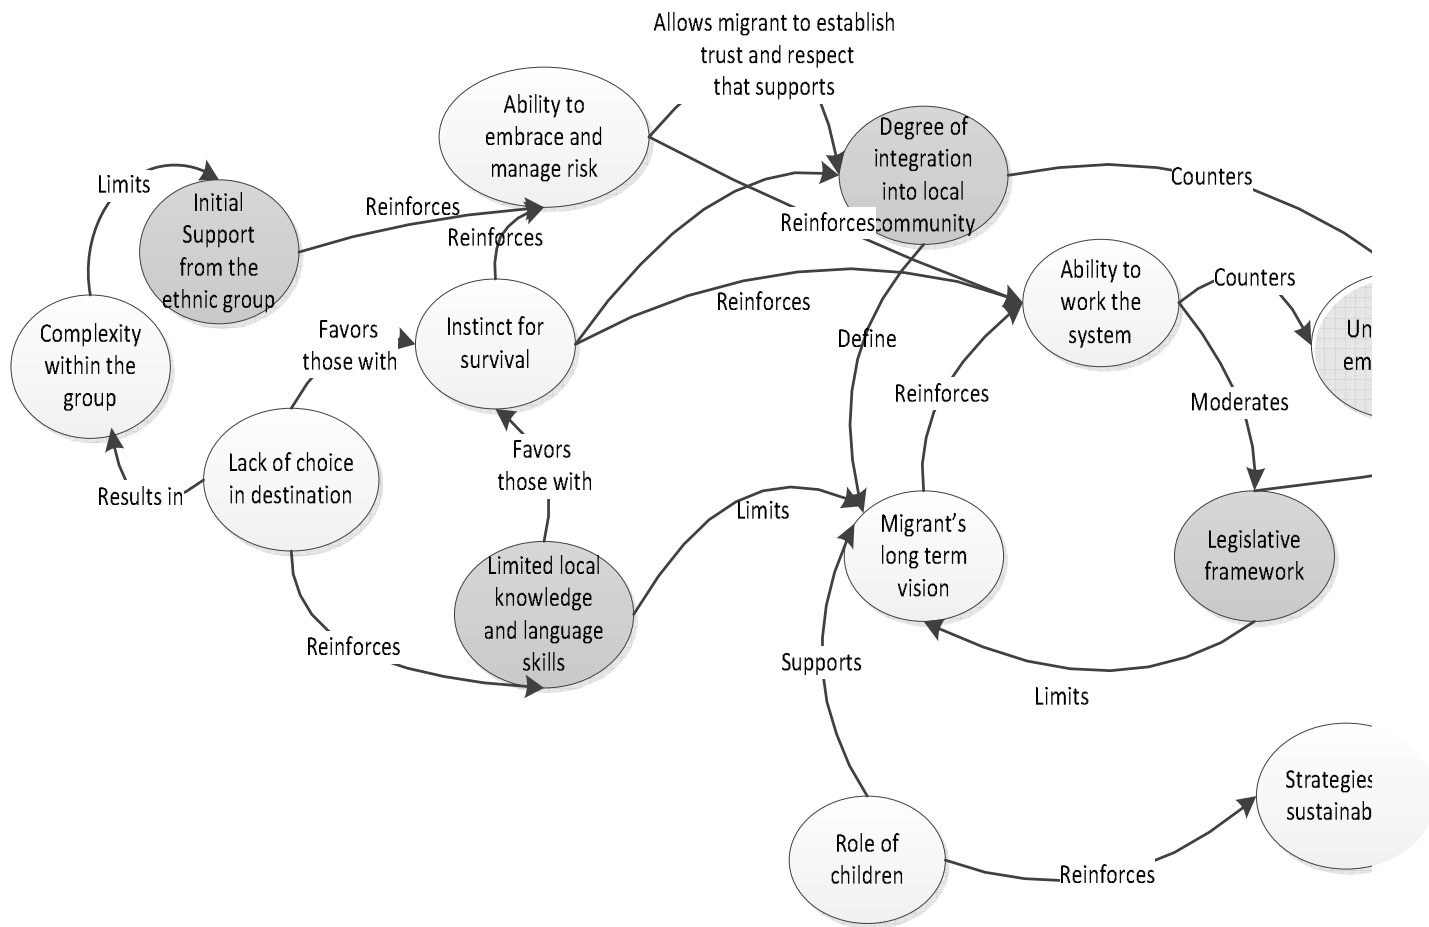 Allows migrant to establish
trust and respect
that supports
Ability to
embrace and
manage risk
Degree of
integration
into local
community
Limits
Counters
Initial
Support
from the
ethnic group
Reinforces
Reinforces
Reinforces
Ability to
work the
system
Counters
Complexity
within the
group
Favors
those with
Instinct for
survival
Reinforces
Define
Un
em
Reinforces
Moderates
Lack of choice
in destination
Results in
Favors
those with
Limits
Migrant's
long term
vision
Legislative
framework
Limited local
knowledge
and language
skills
Reinforces
Supports
Limits
Strategies
sustainab
Role of
children
Reinforces